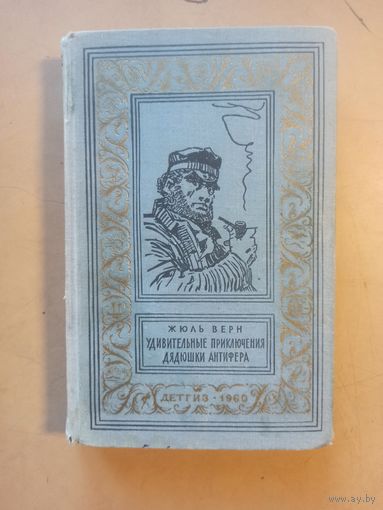 ЖЮЛЬ ВЕРН
УДИВИТЕЛЬНЫЕ ПРИКЛЮЧЕНИЯ
ДЯДЮШКИ АНТИФЕРА
ДЕТГИЗ · 1960
www.ay.by